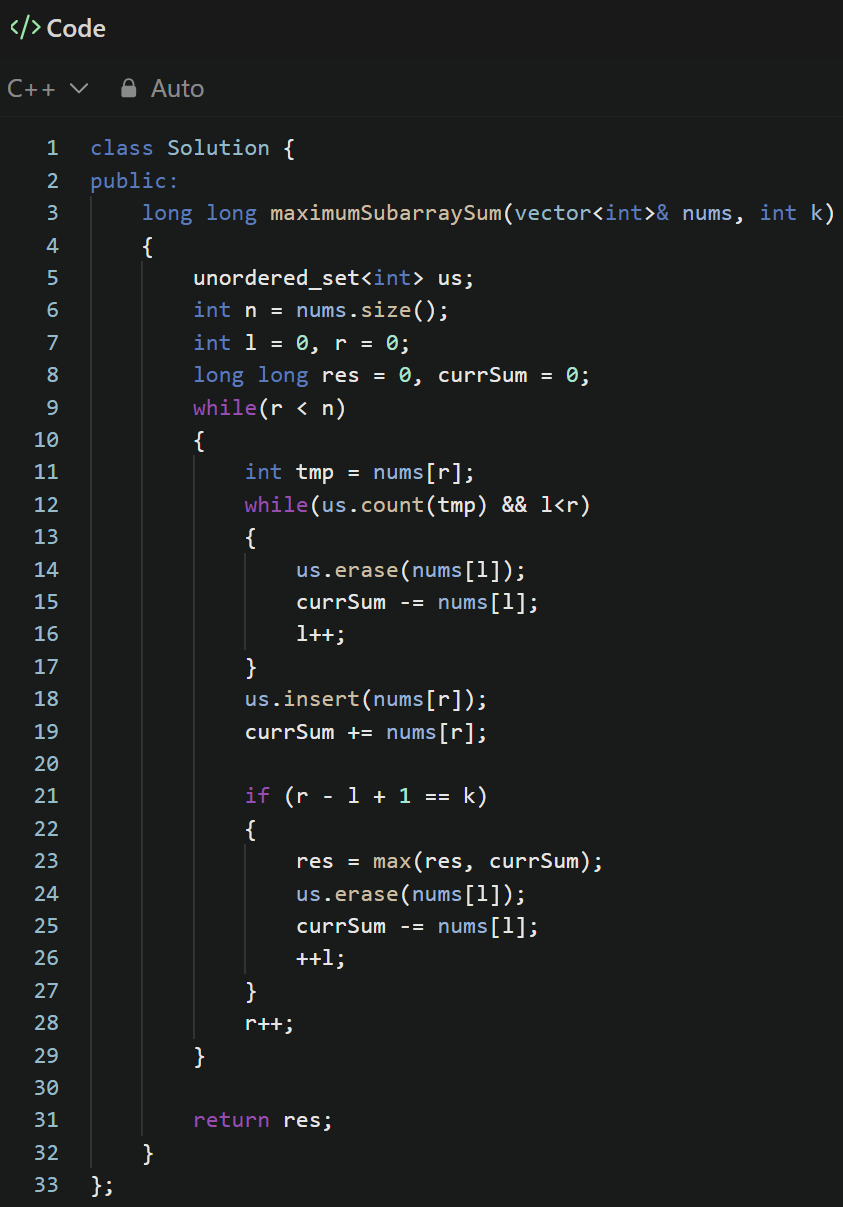 </> Code
C++ Auto
1 class Solution {
2 public:
3     long long maximumSubarraySum(vector<int>& nums, int k)
4     {
5         unordered_set<int> us;
6         int n = nums.size();
7         int l = 0, r = 0;
8         long long res = 0, currSum = 0;
9         while(r < n)
10         {
11             int tmp = nums[r];
12             while(us.count(tmp) && l<r)
13             {
14                 us.erase(nums[l]);
15                 currSum -= nums[l];
16                 l++;
17             }
18             us.insert(nums[r]);
19             currSum += nums[r];
20
21             if (r - l + 1 == k)
22             {
23                 res = max(res, currSum);
24                 us.erase(nums[l]);
25                 currSum -= nums[l];
26                 ++l;
27             }
28             r++;
29         }
30
31         return res;
32     }
33 };